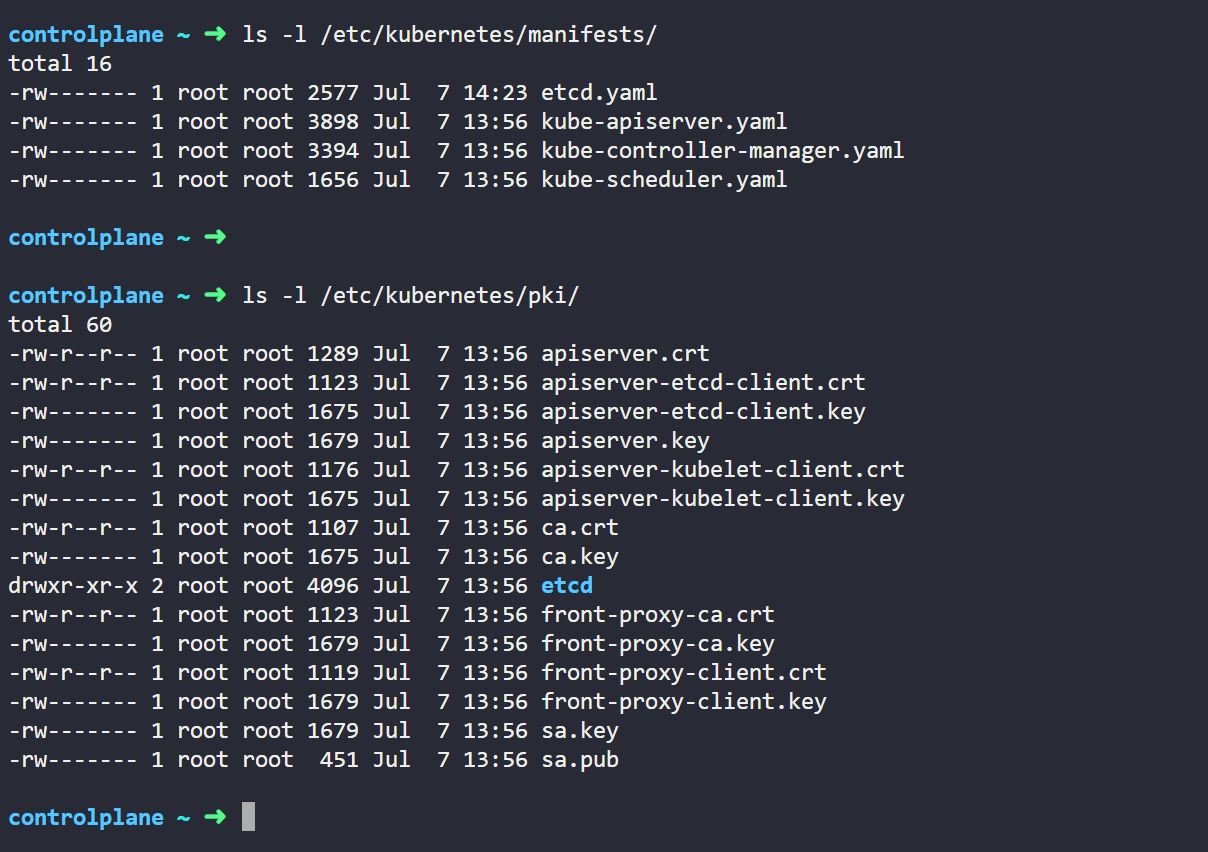 controlplane ~ ➜ ls -l /etc/kubernetes/manifests/
total 16
-rw------- 1 root root 2577 Jul  7 14:23 etcd.yaml
-rw------- 1 root root 3898 Jul  7 13:56 kube-apiserver.yaml
-rw------- 1 root root 3394 Jul  7 13:56 kube-controller-manager.yaml
-rw------- 1 root root 1656 Jul  7 13:56 kube-scheduler.yaml
controlplane ~ ➜
controlplane ~ ➜ ls -l /etc/kubernetes/pki/
total 60
-rw-r--r-- 1 root root 1289 Jul  7 13:56 apiserver.crt
-rw-r--r-- 1 root root 1123 Jul  7 13:56 apiserver-etcd-client.crt
-rw------- 1 root root 1675 Jul  7 13:56 apiserver-etcd-client.key
-rw------- 1 root root 1679 Jul  7 13:56 apiserver.key
-rw-r--r-- 1 root root 1176 Jul  7 13:56 apiserver-kubelet-client.crt
-rw------- 1 root root 1675 Jul  7 13:56 apiserver-kubelet-client.key
-rw-r--r-- 1 root root 1107 Jul  7 13:56 ca.crt
-rw------- 1 root root 1675 Jul  7 13:56 ca.key
drwxr-xr-x 2 root root 4096 Jul  7 13:56 etcd
-rw-r--r-- 1 root root 1123 Jul  7 13:56 front-proxy-ca.crt
-rw------- 1 root root 1679 Jul  7 13:56 front-proxy-ca.key
-rw-r--r-- 1 root root 1119 Jul  7 13:56 front-proxy-client.crt
-rw------- 1 root root 1679 Jul  7 13:56 front-proxy-client.key
-rw------- 1 root root 1679 Jul  7 13:56 sa.key
-rw------- 1 root root  451 Jul  7 13:56 sa.pub
controlplane ~ ➜